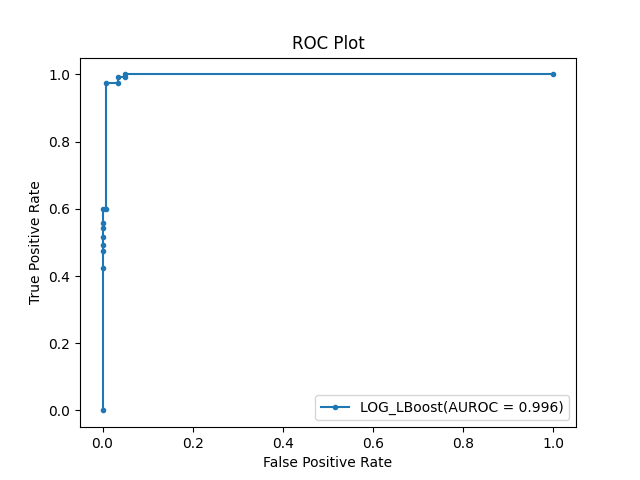 ROC Plot
1.0
0.8
0.6
0.4
0.2
0.0
True Positive Rate
LOG_LBoost(AUROC = 0.996)
0.0 0.2 0.4 0.6 0.8 1.0
False Positive Rate